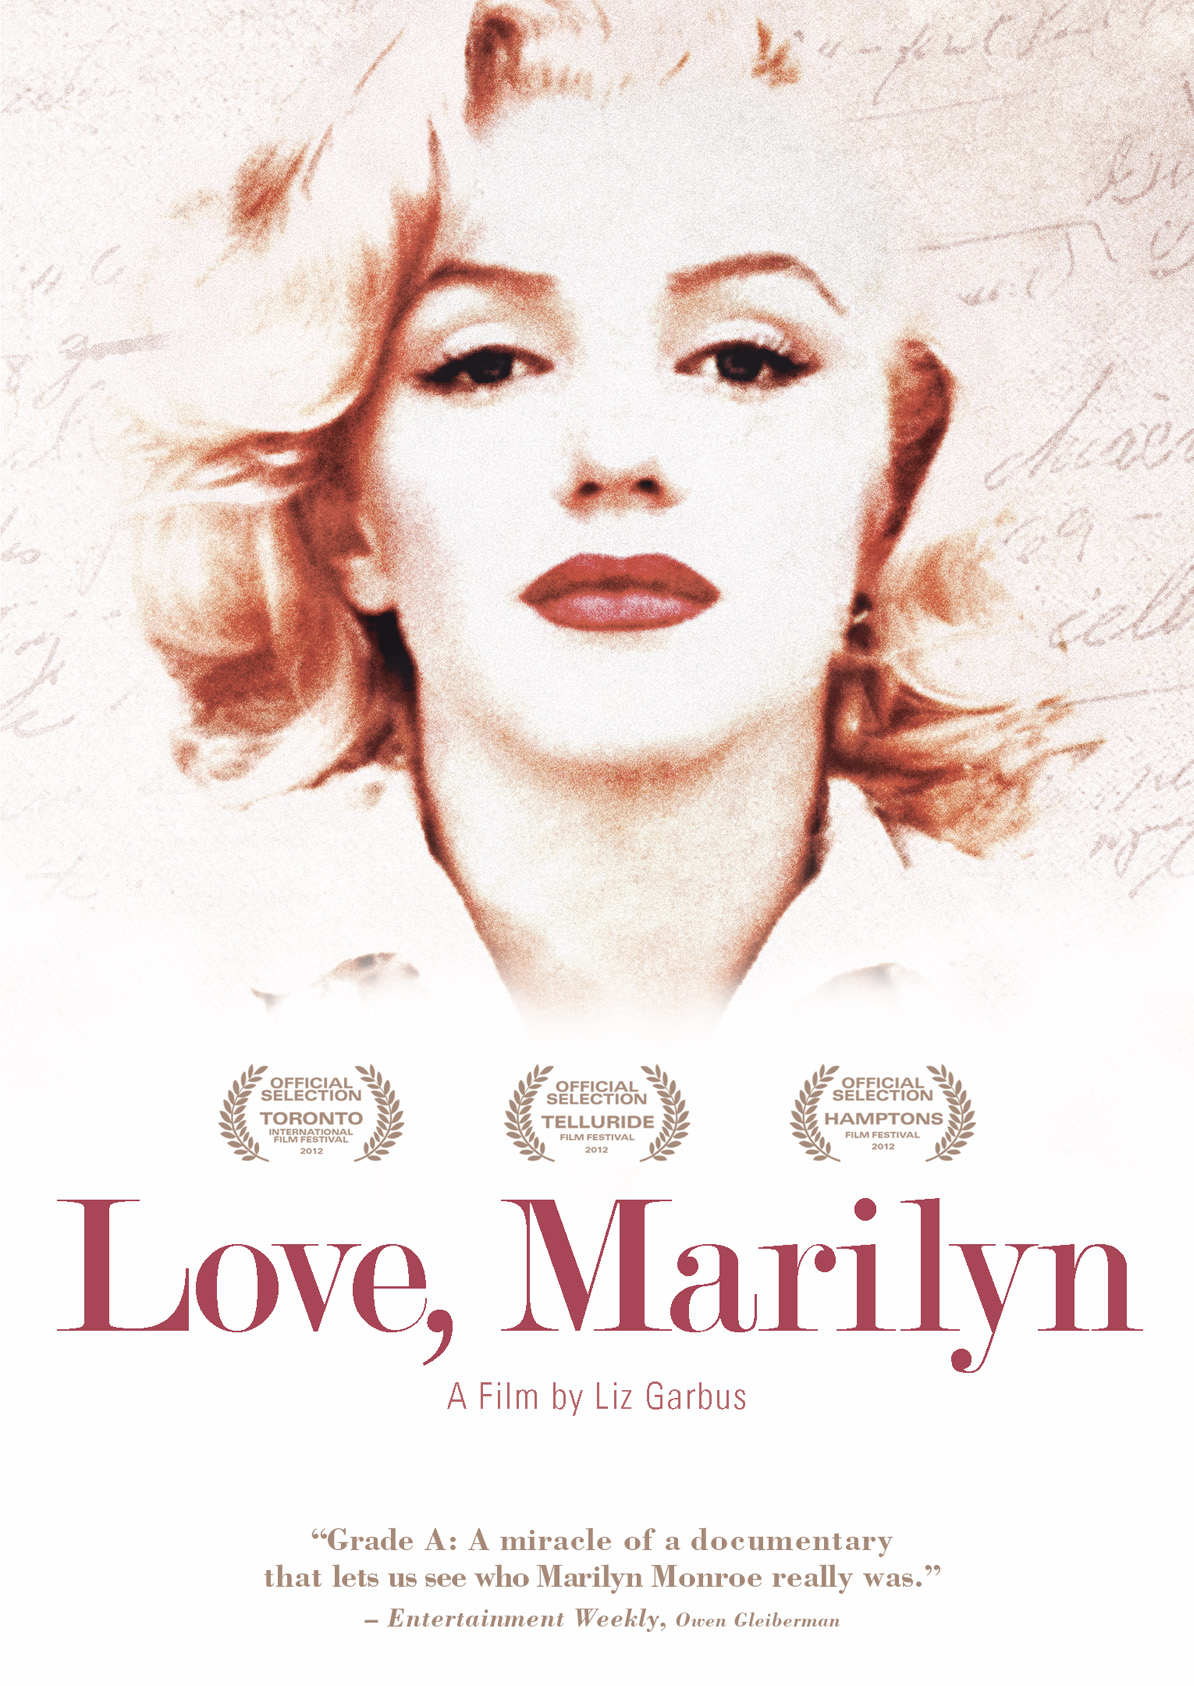 OFFICIAL
SELECTION
TORONTO
INTERNATIONAL
FILM FESTIVAL
2012
OFFICIAL
SELECTION
TELLURIDE
FILM FESTIVAL
2012
OFFICIAL
SELECTION
HAMPTONS
FILM FESTIVAL
2012
Love, Marilyn
A Film by Liz Garbus
“Grade A: A miracle of a documentary
that lets us see who Marilyn Monroe really was.”
– Entertainment Weekly, Owen Gleiberman